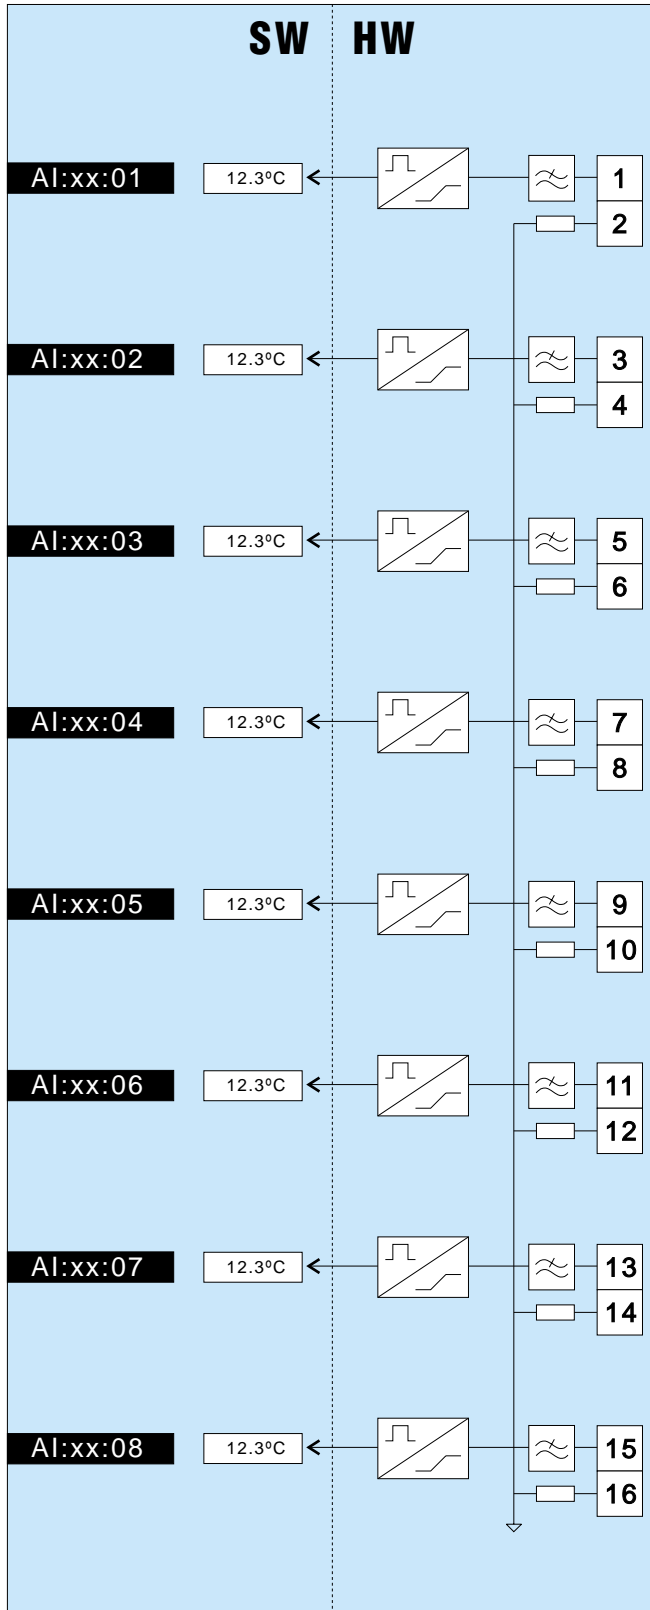 SW HW
AI:xx:01 12.3ºC 1
2
AI:xx:02 12.3ºC 3
4
AI:xx:03 12.3ºC 5
6
AI:xx:04 12.3ºC 7
8
AI:xx:05 12.3ºC 9
10
AI:xx:06 12.3ºC 11
12
AI:xx:07 12.3ºC 13
14
AI:xx:08 12.3ºC 15
16